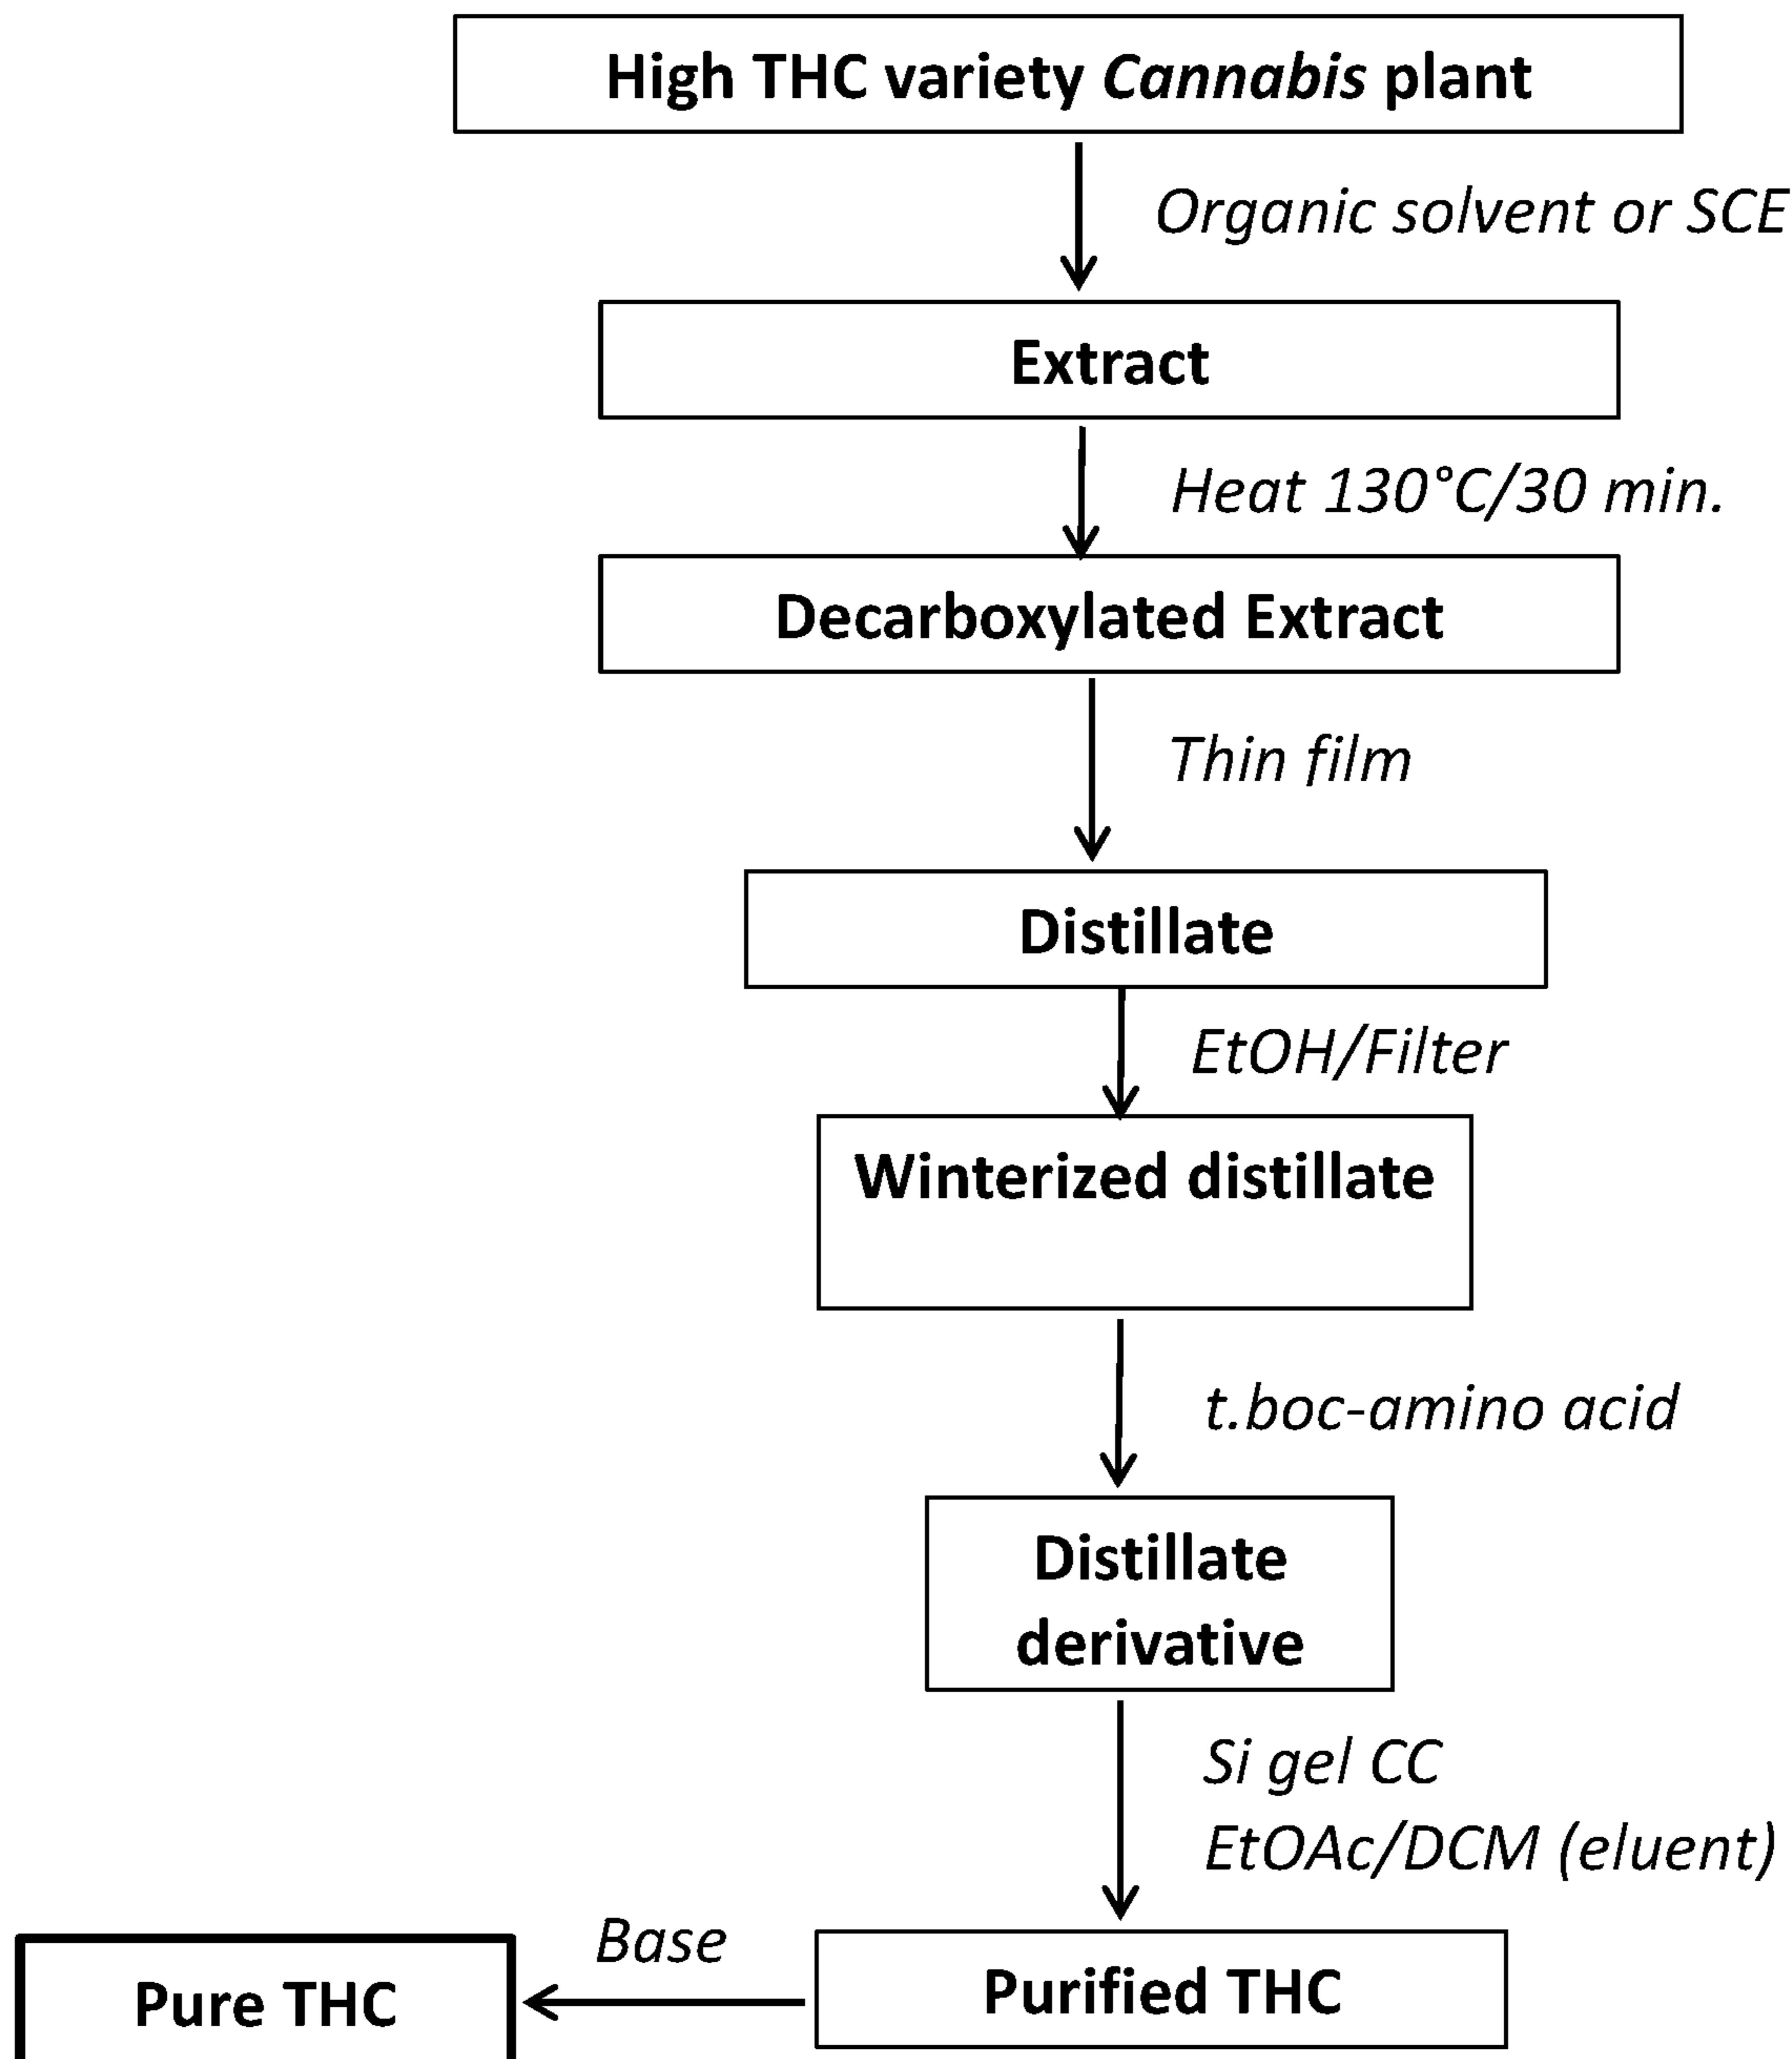 High THC variety Cannabis plant
Organic solvent or SCE
Extract
Heat 130°C/30 min.
Decarboxylated Extract
Thin film
Distillate
EtOH/Filter
Winterized distillate
t.boc-amino acid
Distillate
derivative
Si gel CC
EtOAc/DCM (eluent)
Purified THC
Base
Pure THC